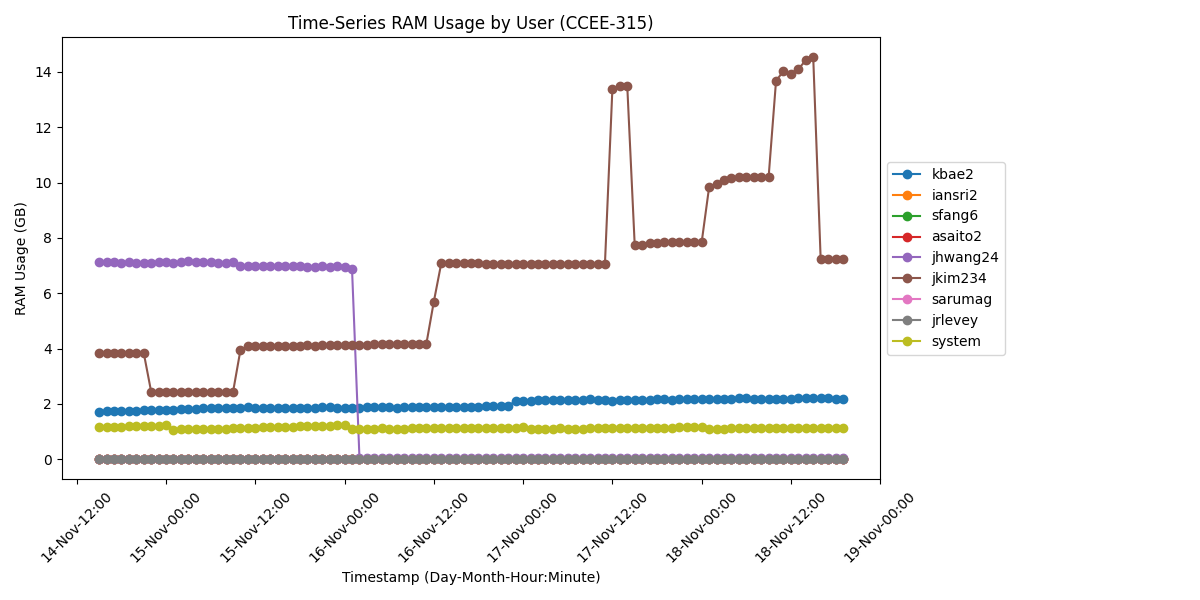 Time-Series RAM Usage by User (CCEE-315)
RAM Usage (GB)
14
12
10
8
6
4
2
0
14-Nov-12:00
15-Nov-00:00
15-Nov-12:00
16-Nov-00:00
16-Nov-12:00
17-Nov-00:00
17-Nov-12:00
18-Nov-00:00
18-Nov-12:00
19-Nov-00:00
Timestamp (Day-Month-Hour:Minute)
kbae2
iansri2
sfang6
asaito2
jhwang24
jkim234
sarumag
jrlevey
system